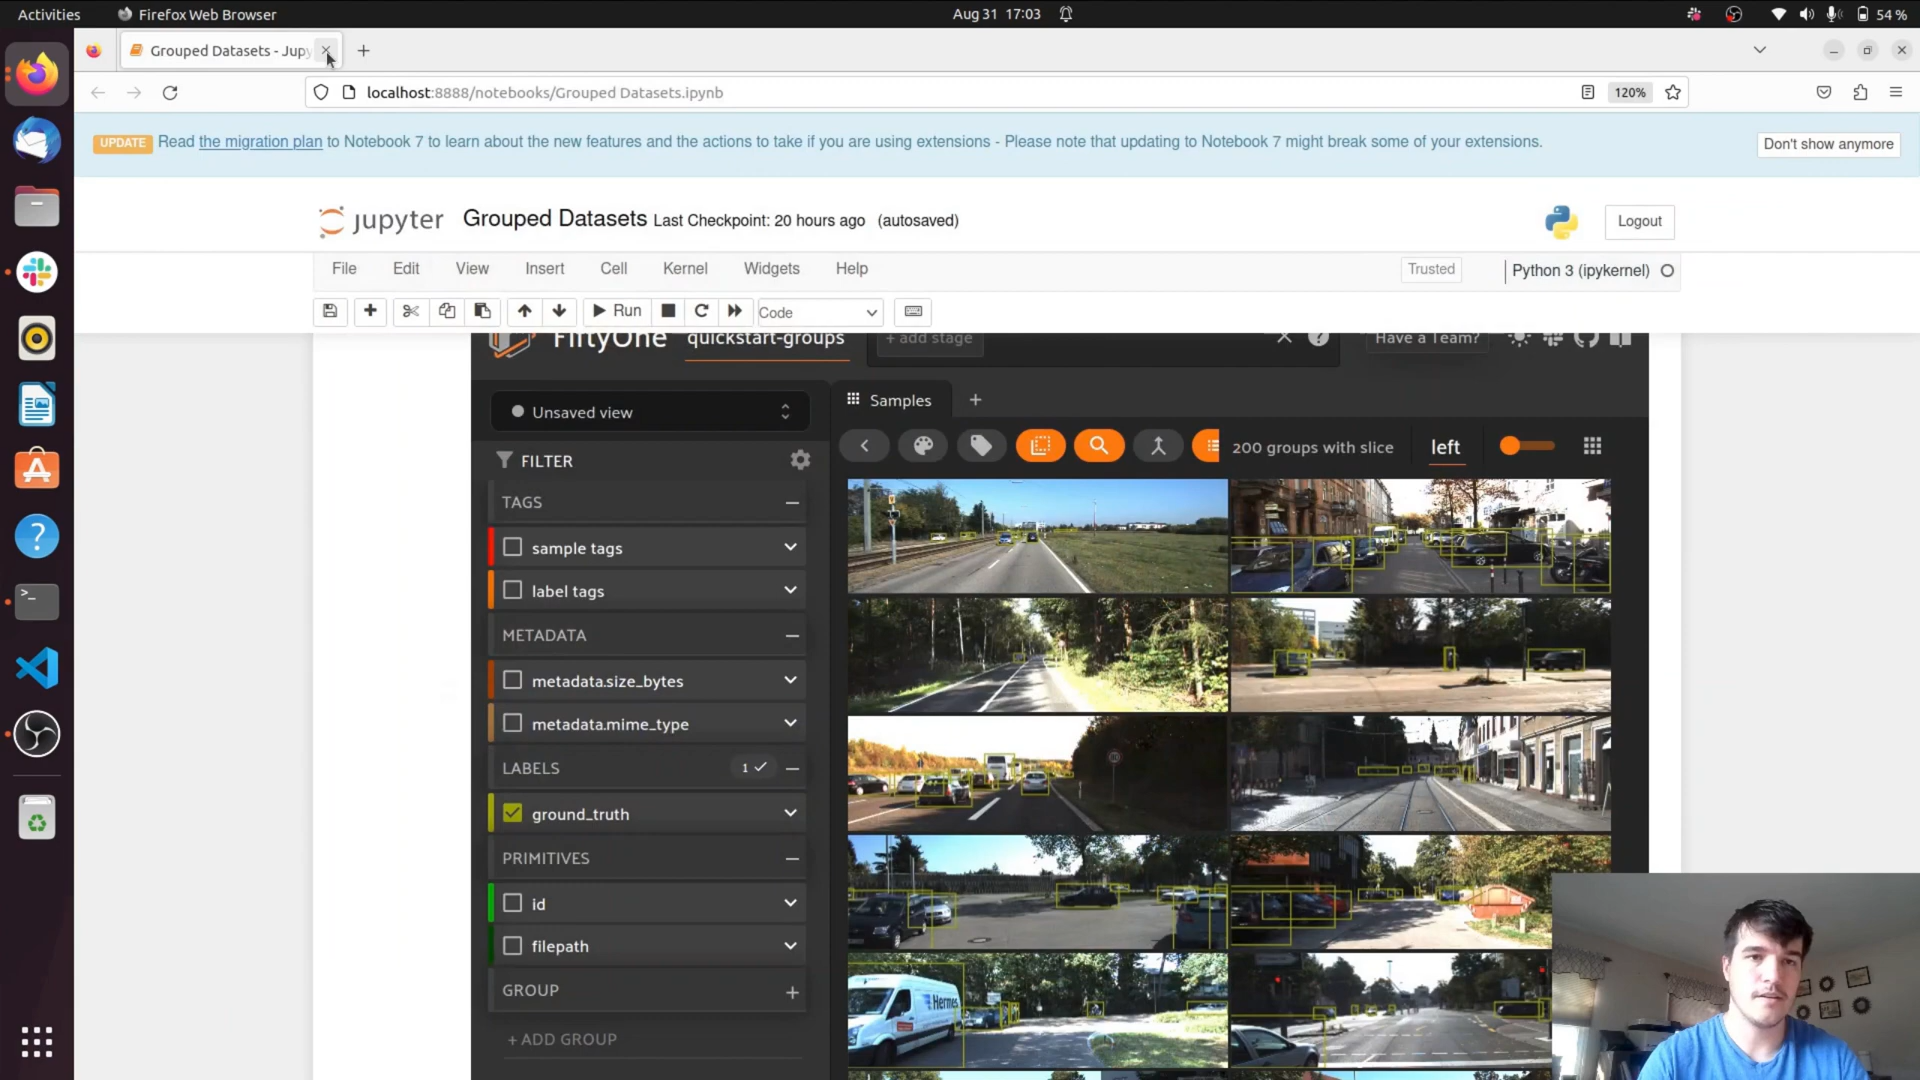 Activities
Firefox Web Browser
Aug 31 17:03
54 %
Grouped Datasets - Jupy
localhost:8888/notebooks/Grouped Datasets.ipynb
120%
UPDATE Read the migration plan to Notebook 7 to learn about the new features and the actions to take if you are using extensions - Please note that updating to Notebook 7 might break some of your extensions.
Don't show anymore
jupyter Grouped Datasets Last Checkpoint: 20 hours ago (autosaved)
Logout
File Edit View Insert Cell Kernel Widgets Help
Trusted
Python 3 (ipykernel)
Run
Code
FiftyOne quickstart-groups + add stage Have a Team?
Unsaved view
Samples
FILTER
200 groups with slice left
TAGS
sample tags
label tags
METADATA
metadata.size_bytes
metadata.mime_type
LABELS 1
ground_truth
PRIMITIVES
id
filepath
GROUP
+ ADD GROUP
Hermes